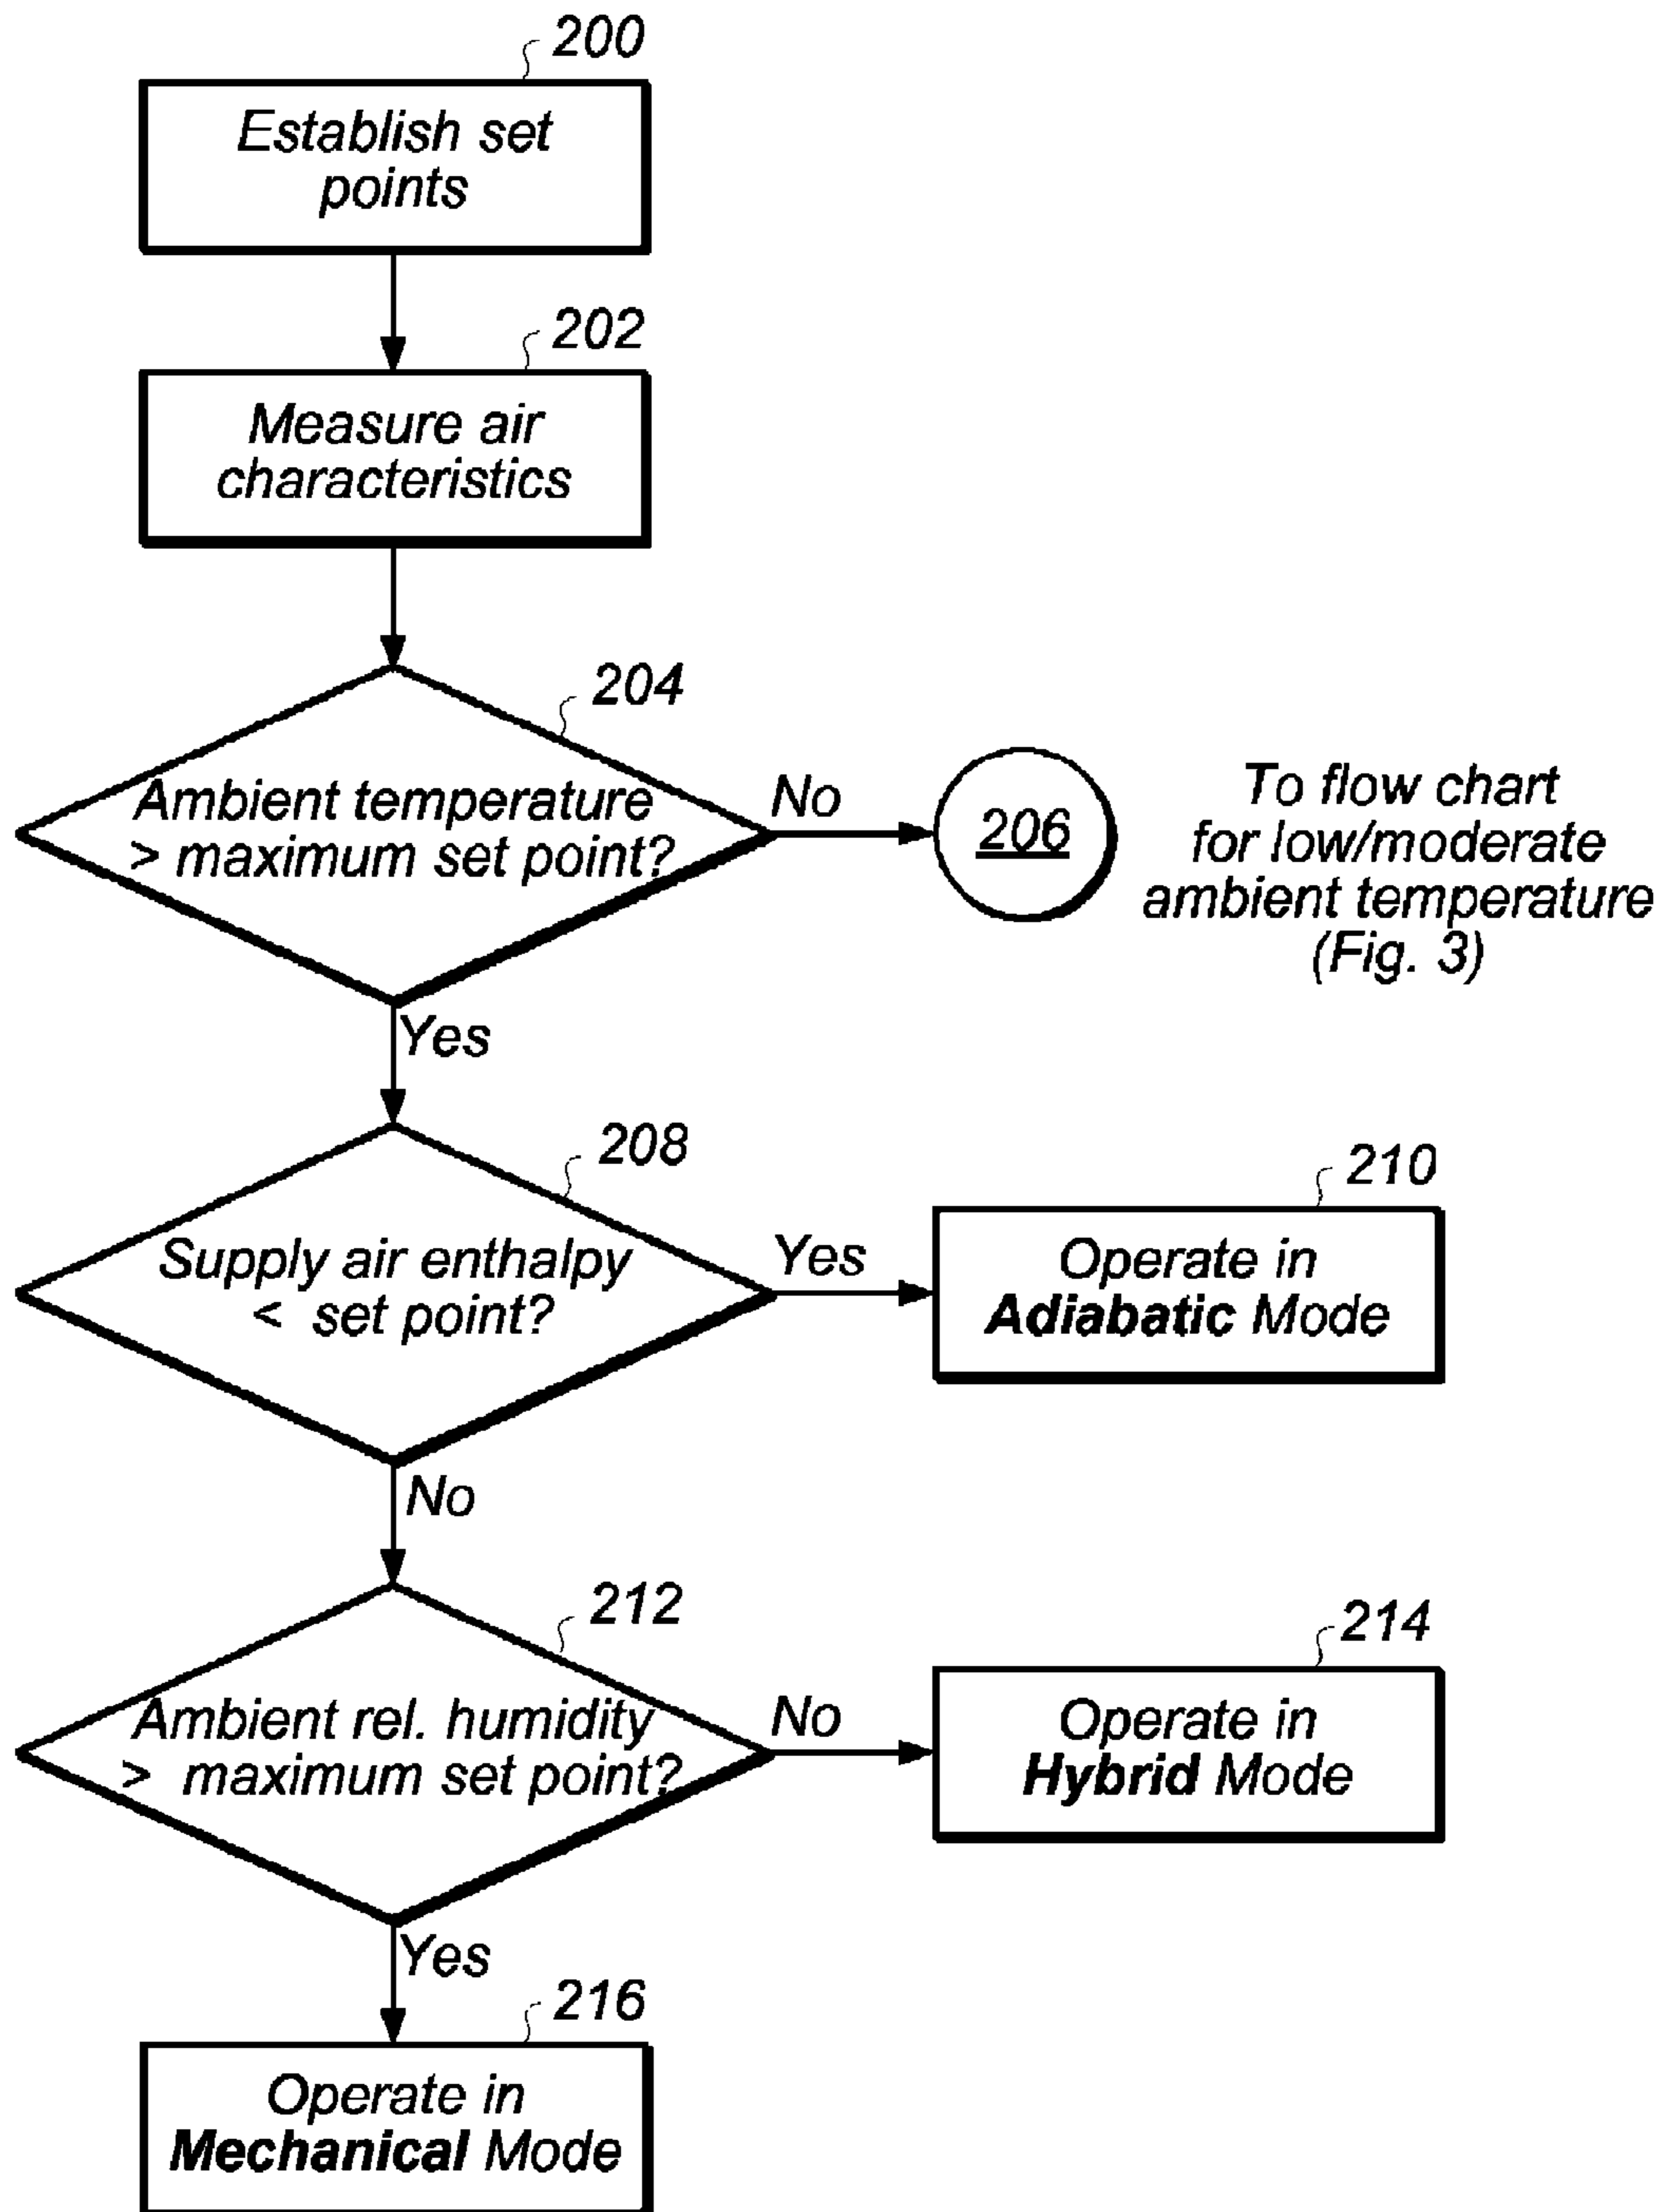 200
Establish set
points
202
Measure air
characteristics
204
Ambient temperature
> maximum set point?
No
206
To flow chart
for low/moderate
ambient temperature
(Fig. 3)
Yes
208
Supply air enthalpy
< set point?
Yes
210
Operate in
Adiabatic Mode
No
212
Ambient rel. humidity
> maximum set point?
No
214
Operate in
Hybrid Mode
Yes
216
Operate in
Mechanical Mode